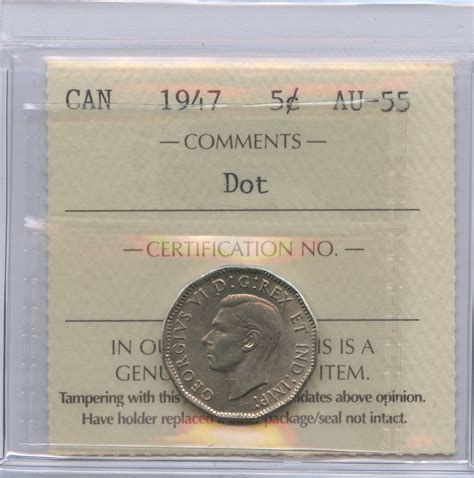 CAN 1947 5¢ AU-55
— COMMENTS —
Dot
— CERTIFICATION NO. —
GEORGIVS VI D:G:REX ET IND:IMP:
IN OU IS IS A
GENU ITEM.
Tampering with this idates above opinion.
Have holder replaced package/seal not intact.